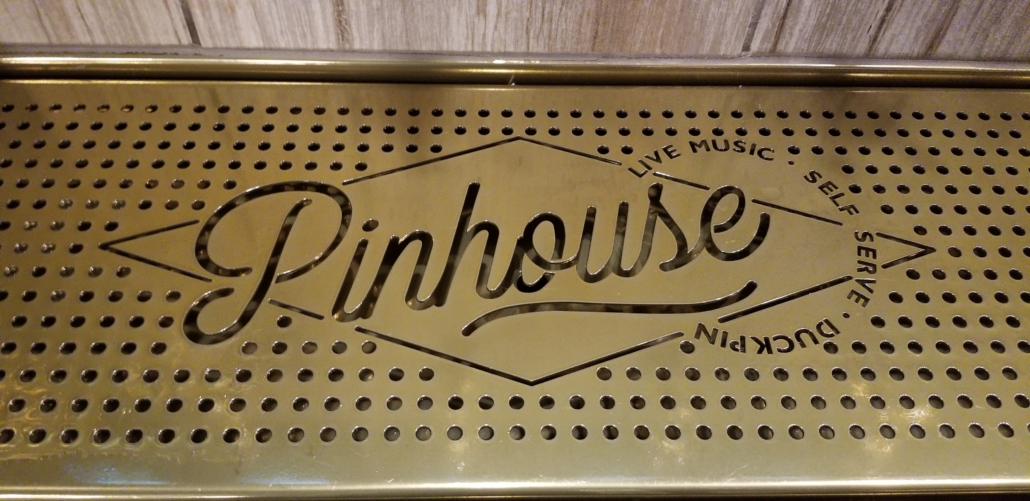 Pinhouse
LIVE MUSIC · SELF SERVE · DUCKPIN